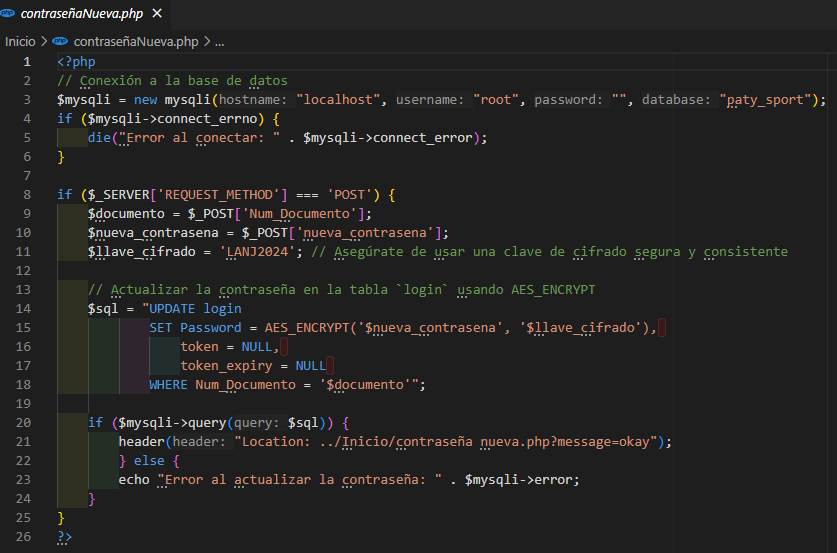 php contraseñaNueva.php ×
Inicio > php contraseñaNueva.php > ...
1 <?php
2 // Conexión a la base de datos
3 $mysqli = new mysqli(hostname: "localhost", username: "root", password: "", database: "paty_sport");
4 if ($mysqli->connect_errno) {
5 die("Error al conectar: " . $mysqli->connect_error);
6 }
7
8 if ($_SERVER['REQUEST_METHOD'] === 'POST') {
9 $documento = $_POST['Num_Documento'];
10 $nueva_contrasena = $_POST['nueva_contrasena'];
11 $llave_cifrado = 'LANJ2024'; // Asegúrate de usar una clave de cifrado segura y consistente
12
13 // Actualizar la contraseña en la tabla `login` usando AES_ENCRYPT
14 $sql = "UPDATE login
15 SET Password = AES_ENCRYPT('$nueva_contrasena', '$llave_cifrado'),
16 token = NULL,
17 token_expiry = NULL
18 WHERE Num_Documento = '$documento'";
19
20 if ($mysqli->query(query: $sql)) {
21 header(header: "Location: ../Inicio/contraseña nueva.php?message=okay");
22 } else {
23 echo "Error al actualizar la contraseña: " . $mysqli->error;
24 }
25 }
26 ?>